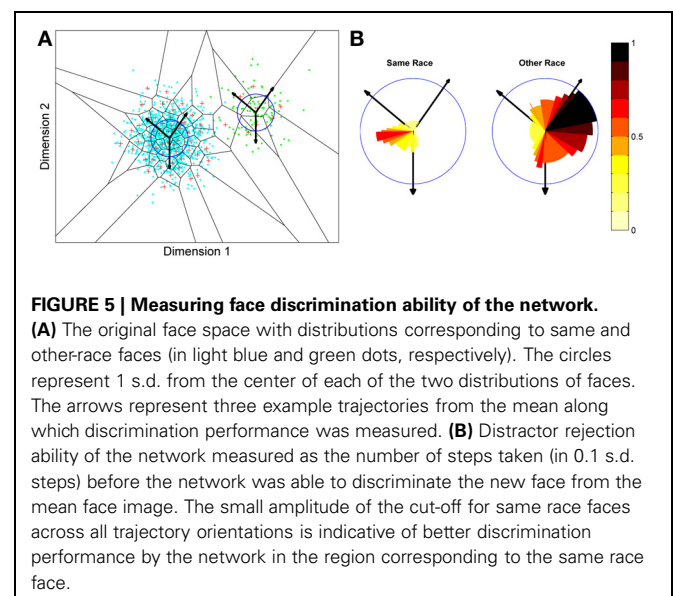 A
B
Same Race
Other Race
Dimension 2
Dimension 1
1
0.5
0
FIGURE 5 | Measuring face discrimination ability of the network.
(A) The original face space with distributions corresponding to same and
other-race faces (in light blue and green dots, respectively). The circles
represent 1 s.d. from the center of each of the two distributions of faces.
The arrows represent three example trajectories from the mean along
which discrimination performance was measured. (B) Distractor rejection
ability of the network measured as the number of steps taken (in 0.1 s.d.
steps) before the network was able to discriminate the new face from the
mean face image. The small amplitude of the cut-off for same race faces
across all trajectory orientations is indicative of better discrimination
performance by the network in the region corresponding to the same race
face.